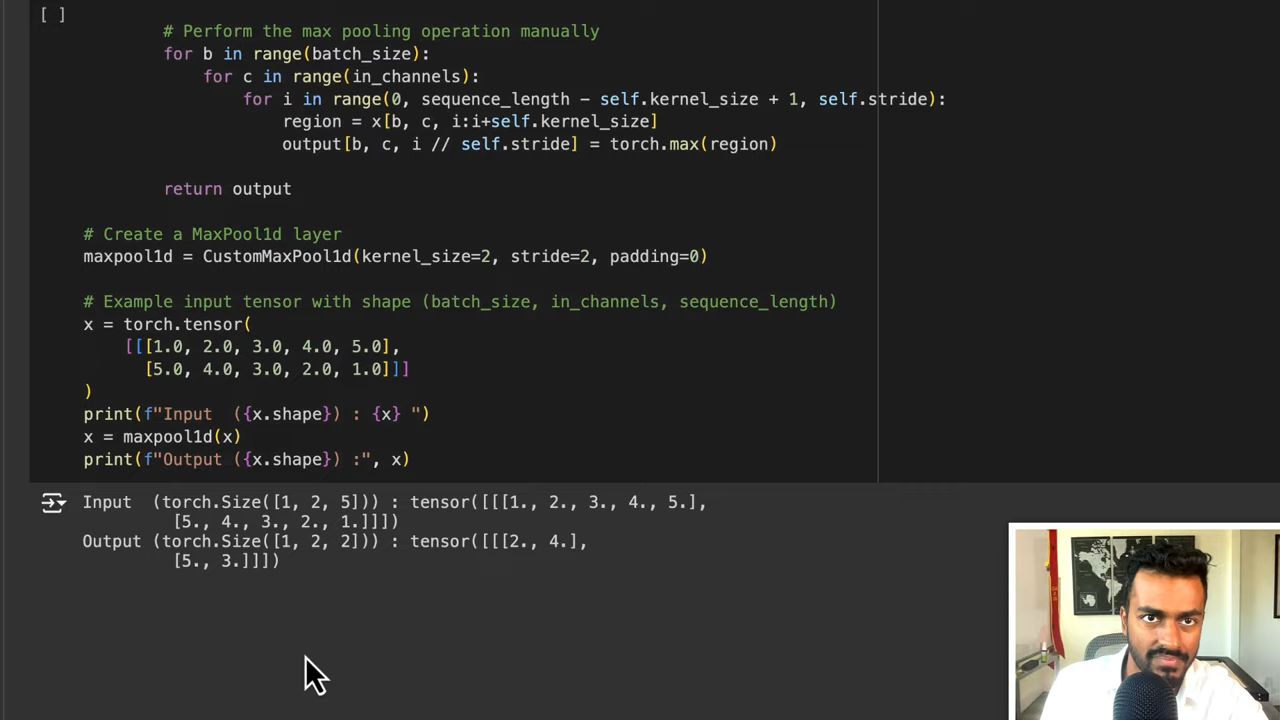 [ ]
# Perform the max pooling operation manually
for b in range(batch_size):
for c in range(in_channels):
for i in range(0, sequence_length - self.kernel_size + 1, self.stride):
region = x[b, c, i:i+self.kernel_size]
output[b, c, i // self.stride] = torch.max(region)
return output
# Create a MaxPool1d layer
maxpool1d = CustomMaxPool1d(kernel_size=2, stride=2, padding=0)
# Example input tensor with shape (batch_size, in_channels, sequence_length)
x = torch.tensor(
[[[1.0, 2.0, 3.0, 4.0, 5.0],
[5.0, 4.0, 3.0, 2.0, 1.0]]]
)
print(f"Input  ({x.shape}) : {x} ")
x = maxpool1d(x)
print(f"Output ({x.shape}) :", x)
Input  (torch.Size([1, 2, 5])) : tensor([[[1., 2., 3., 4., 5.],
[5., 4., 3., 2., 1.]]])
Output (torch.Size([1, 2, 2])) : tensor([[[2., 4.],
[5., 3.]]])